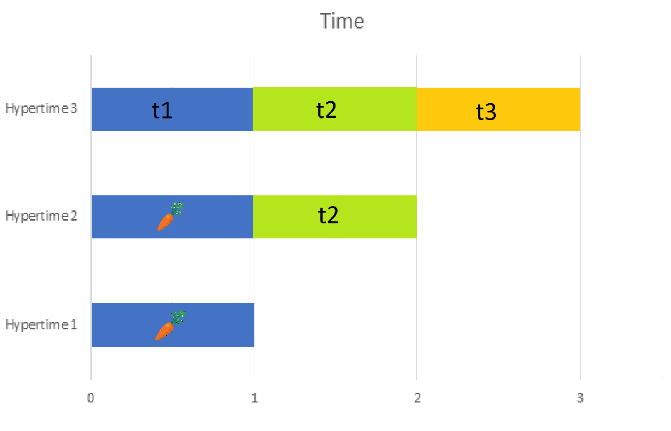 Time
Hypertime 3 t1 t2 t3
Hypertime 2 t2
Hypertime 1
0 1 2 3